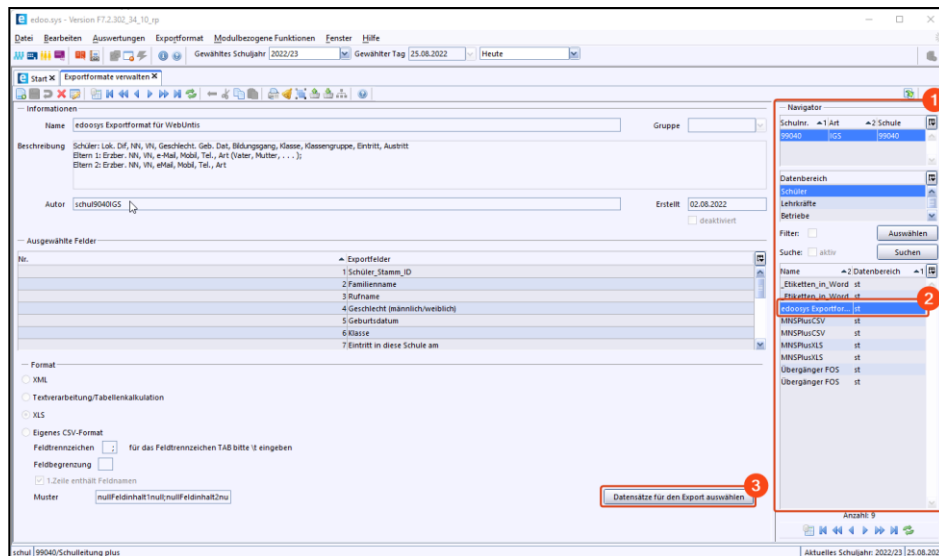 edoo.sys - Version F7.2.302_34_10_rp
Datei Bearbeiten Auswertungen Exportformat Modulbezogene Funktionen Fenster Hilfe
Gewähltes Schuljahr 2022/23 Gewählter Tag 25.08.2022 Heute
Start Exportformate verwalten
Informationen
Name edoosys Exportformat für WebUntis Gruppe
Beschreibung Schüler: Lok. Dif, NN, VN, Geschlecht. Geb. Dat, Bildungsgang, Klasse, Klassengruppe, Eintritt, Austritt
Eltern 1: Erzber. NN, VN, e-Mail, Mobil, Tel., Art (Vater, Mutter, . . . );
Eltern 2: Erzber. NN, VN, eMail, Mobil, Tel., Art
Autor schul9040IGS Erstellt 02.08.2022
deaktiviert
Ausgewählte Felder
Nr. Exportfelder
1 Schüler_Stamm_ID
2 Familienname
3 Rufname
4 Geschlecht (männlich/weiblich)
5 Geburtsdatum
6 Klasse
7 Eintritt in diese Schule am
Format
XML
Textverarbeitung/Tabellenkalkulation
XLS
Eigenes CSV-Format
Feldtrennzeichen ; für das Feldtrennzeichen TAB bitte \t eingeben
Feldbegrenzung
1.Zeile enthält Feldnamen
Muster nullFeldinhalt1null;nullFeldinhalt2nu
Datensätze für den Export auswählen
3
1
Navigator
Schulnr. 1 Art 2 Schule
99040 IGS 99040
Datenbereich
Schüler
Lehrkräfte
Betriebe
Filter: Auswählen
Suche: aktiv Suchen
Name 2 Datenbereich 1
_Etiketten_in_Word st
_Etiketten_in_Word st
2
edoosys Exportfor... st
MNSPlusCSV st
MNSPlusCSV st
MNSPlusXLS st
MNSPlusXLS st
Übergänger FOS st
Übergänger FOS st
Anzahl: 9
schul 99040/Schulleitung plus
Aktuelles Schuljahr: 2022/23 25.08.202